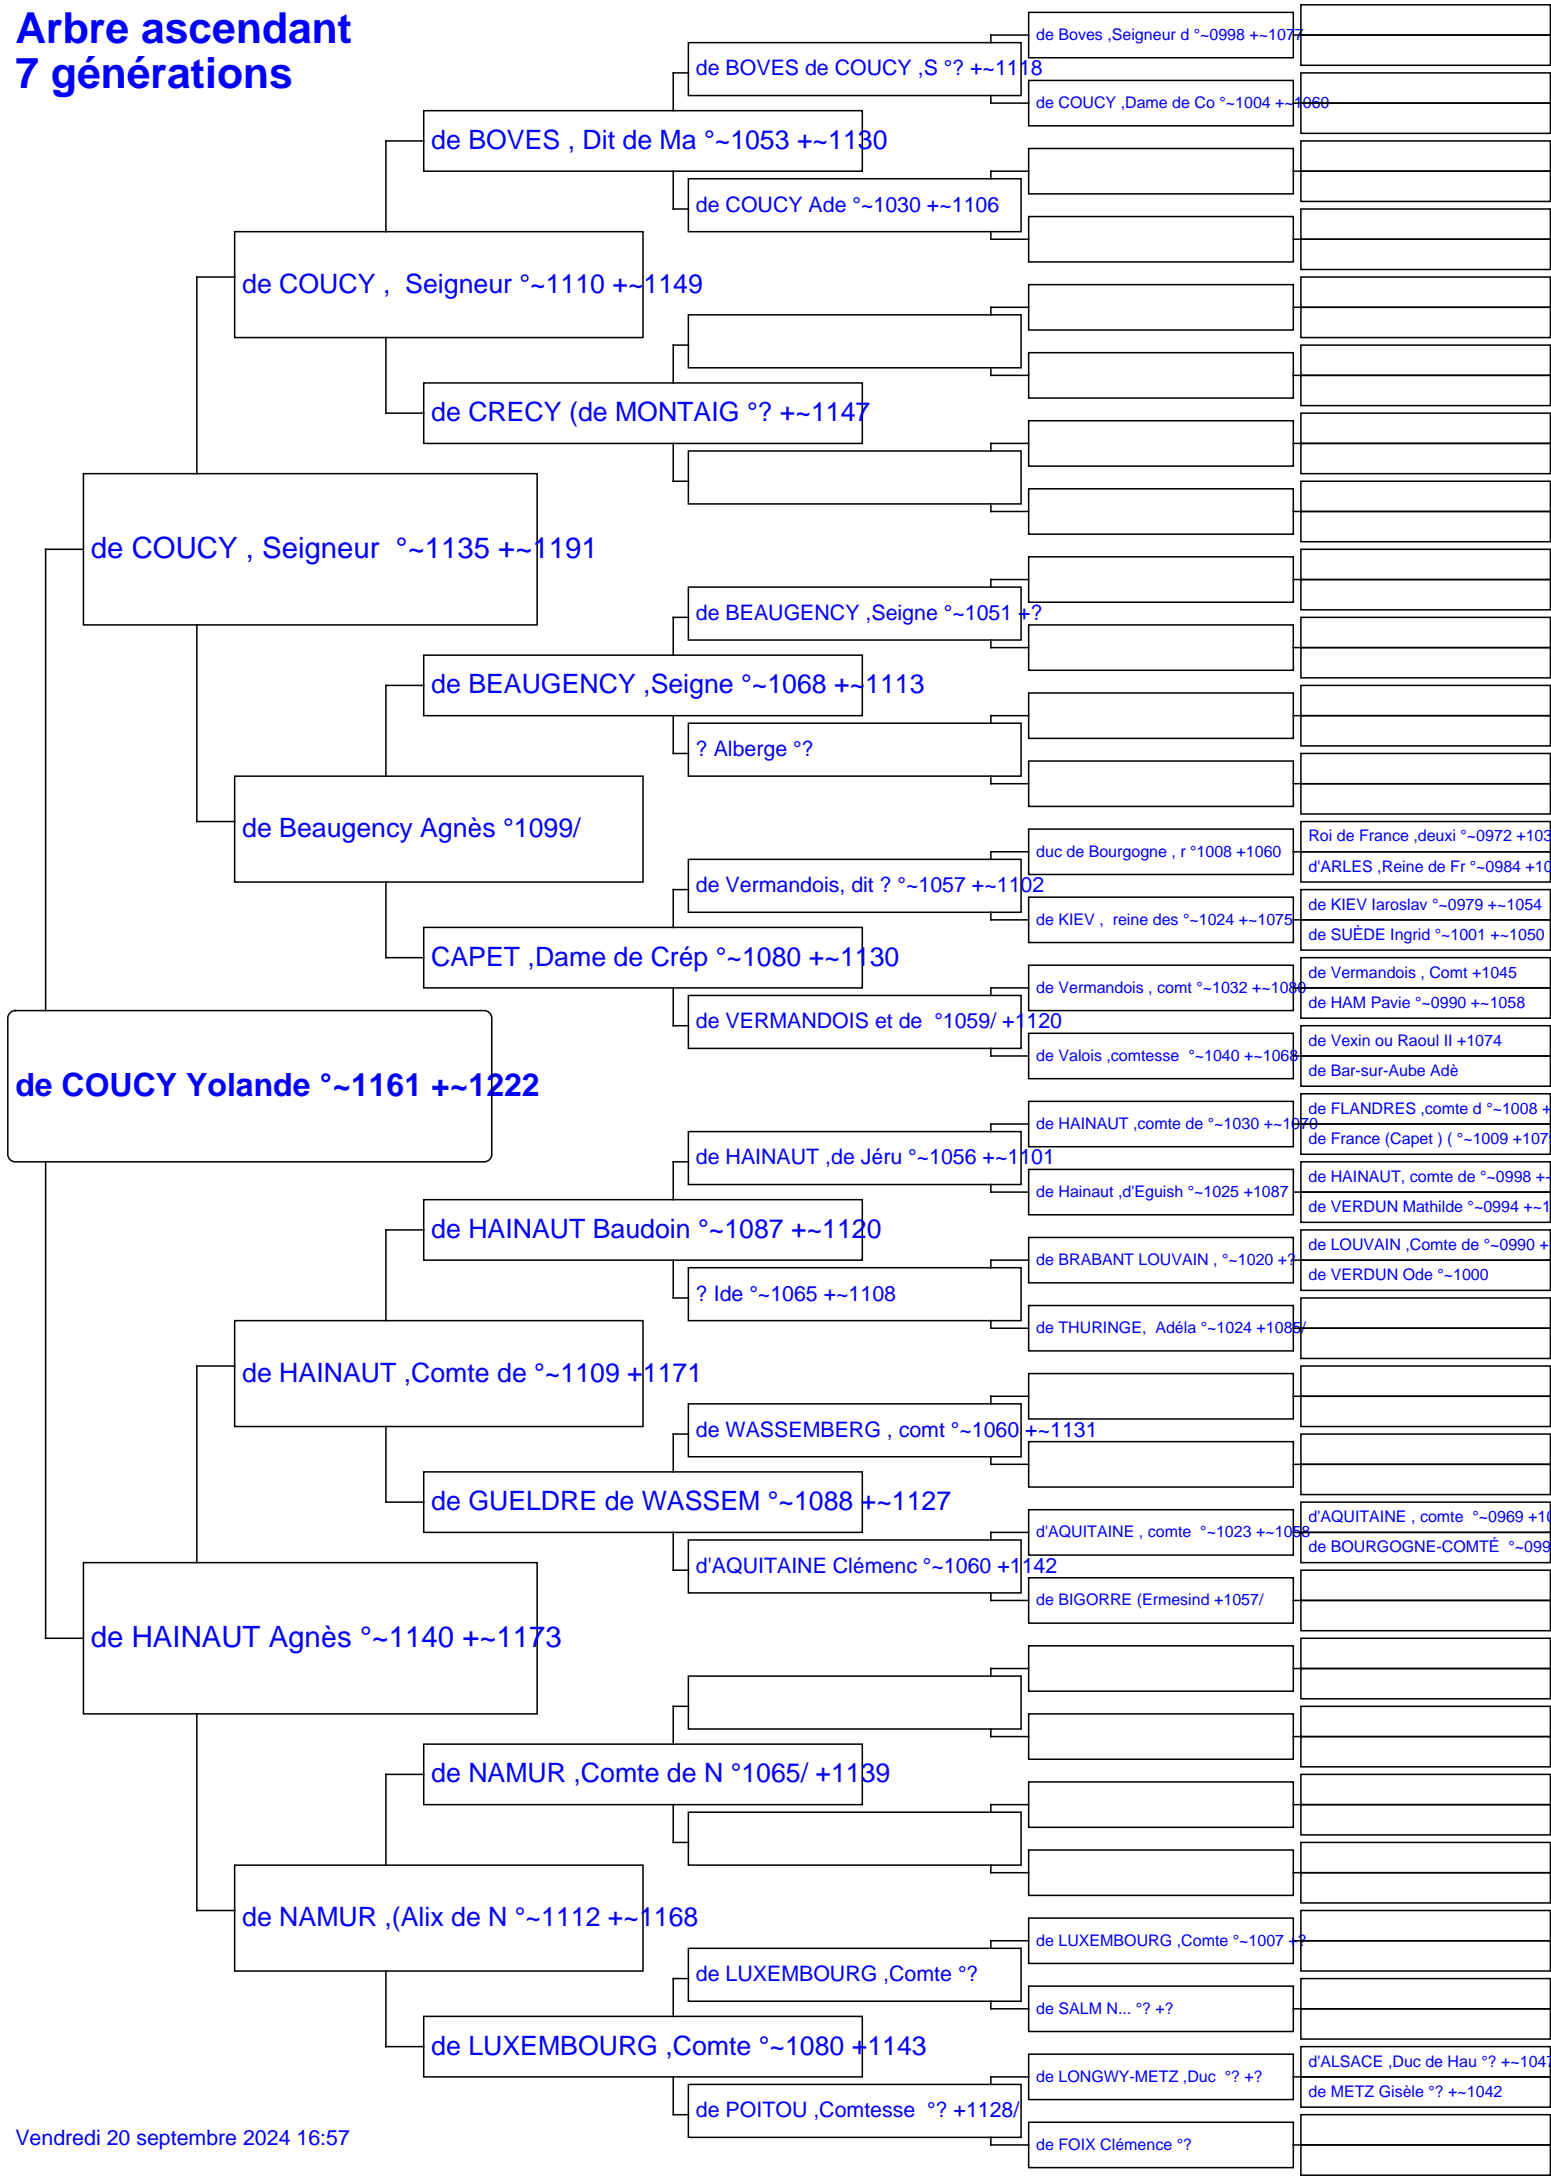 Arbre ascendant
7 générations
de COUCY Yolande °~1161 +~1222
de COUCY , Seigneur  °~1135 +~1191
de HAINAUT Agnès °~1140 +~1173
de COUCY ,  Seigneur °~1110 +~1149
de Beaugency Agnès °1099/
de HAINAUT ,Comte de °~1109 +1171
de NAMUR ,(Alix de N °~1112 +~1168
de BOVES , Dit de Ma °~1053 +~1130
de CRECY (de MONTAIG °? +~1147
de BEAUGENCY ,Seigne °~1068 +~1113
CAPET ,Dame de Crép °~1080 +~1130
de HAINAUT Baudoin °~1087 +~1120
de GUELDRE de WASSEM °~1088 +~1127
de NAMUR ,Comte de N °1065/ +1139
de LUXEMBOURG ,Comte °~1080 +1143
de BOVES de COUCY ,S °? +~1118
de COUCY Ade °~1030 +~1106
de BEAUGENCY ,Seigne °~1051 +?
? Alberge °?
de Vermandois, dit ? °~1057 +~1102
de VERMANDOIS et de  °1059/ +1120
de HAINAUT ,de Jéru °~1056 +~1101
? Ide °~1065 +~1108
de WASSEMBERG , comt °~1060 +~1131
d'AQUITAINE Clémenc °~1060 +1142
de LUXEMBOURG ,Comte °?
de POITOU ,Comtesse  °? +1128/
de Boves ,Seigneur d °~0998 +~1077
de COUCY ,Dame de Co °~1004 +~1060
duc de Bourgogne , r °1008 +1060
de KIEV ,  reine des °~1024 +~1075
de Vermandois , comt °~1032 +~1080
de Valois ,comtesse  °~1040 +~1068
de HAINAUT ,comte de °~1030 +~1070
de Hainaut ,d'Eguish °~1025 +1087
de BRABANT LOUVAIN , °~1020 +?
de THURINGE,  Adéla °~1024 +1085/
d'AQUITAINE , comte  °~1023 +~1058
de BIGORRE (Ermesind +1057/
de LUXEMBOURG ,Comte °~1007 +?
de SALM N... °? +?
de LONGWY-METZ ,Duc  °? +?
de FOIX Clémence °?
Roi de France ,deuxi °~0972 +103
d'ARLES ,Reine de Fr °~0984 +10
de KIEV Iaroslav °~0979 +~1054
de SUÈDE Ingrid °~1001 +~1050
de Vermandois , Comt +1045
de HAM Pavie °~0990 +~1058
de Vexin ou Raoul II +1074
de Bar-sur-Aube Adè
de FLANDRES ,comte d °~1008 +
de France (Capet ) ( °~1009 +107
de HAINAUT, comte de °~0998 +~
de VERDUN Mathilde °~0994 +~1
de LOUVAIN ,Comte de °~0990 +
de VERDUN Ode °~1000
d'AQUITAINE , comte  °~0969 +10
de BOURGOGNE-COMTÉ  °~099
d'ALSACE ,Duc de Hau °? +~1047
de METZ Gisèle °? +~1042
Vendredi 20 septembre 2024 16:57